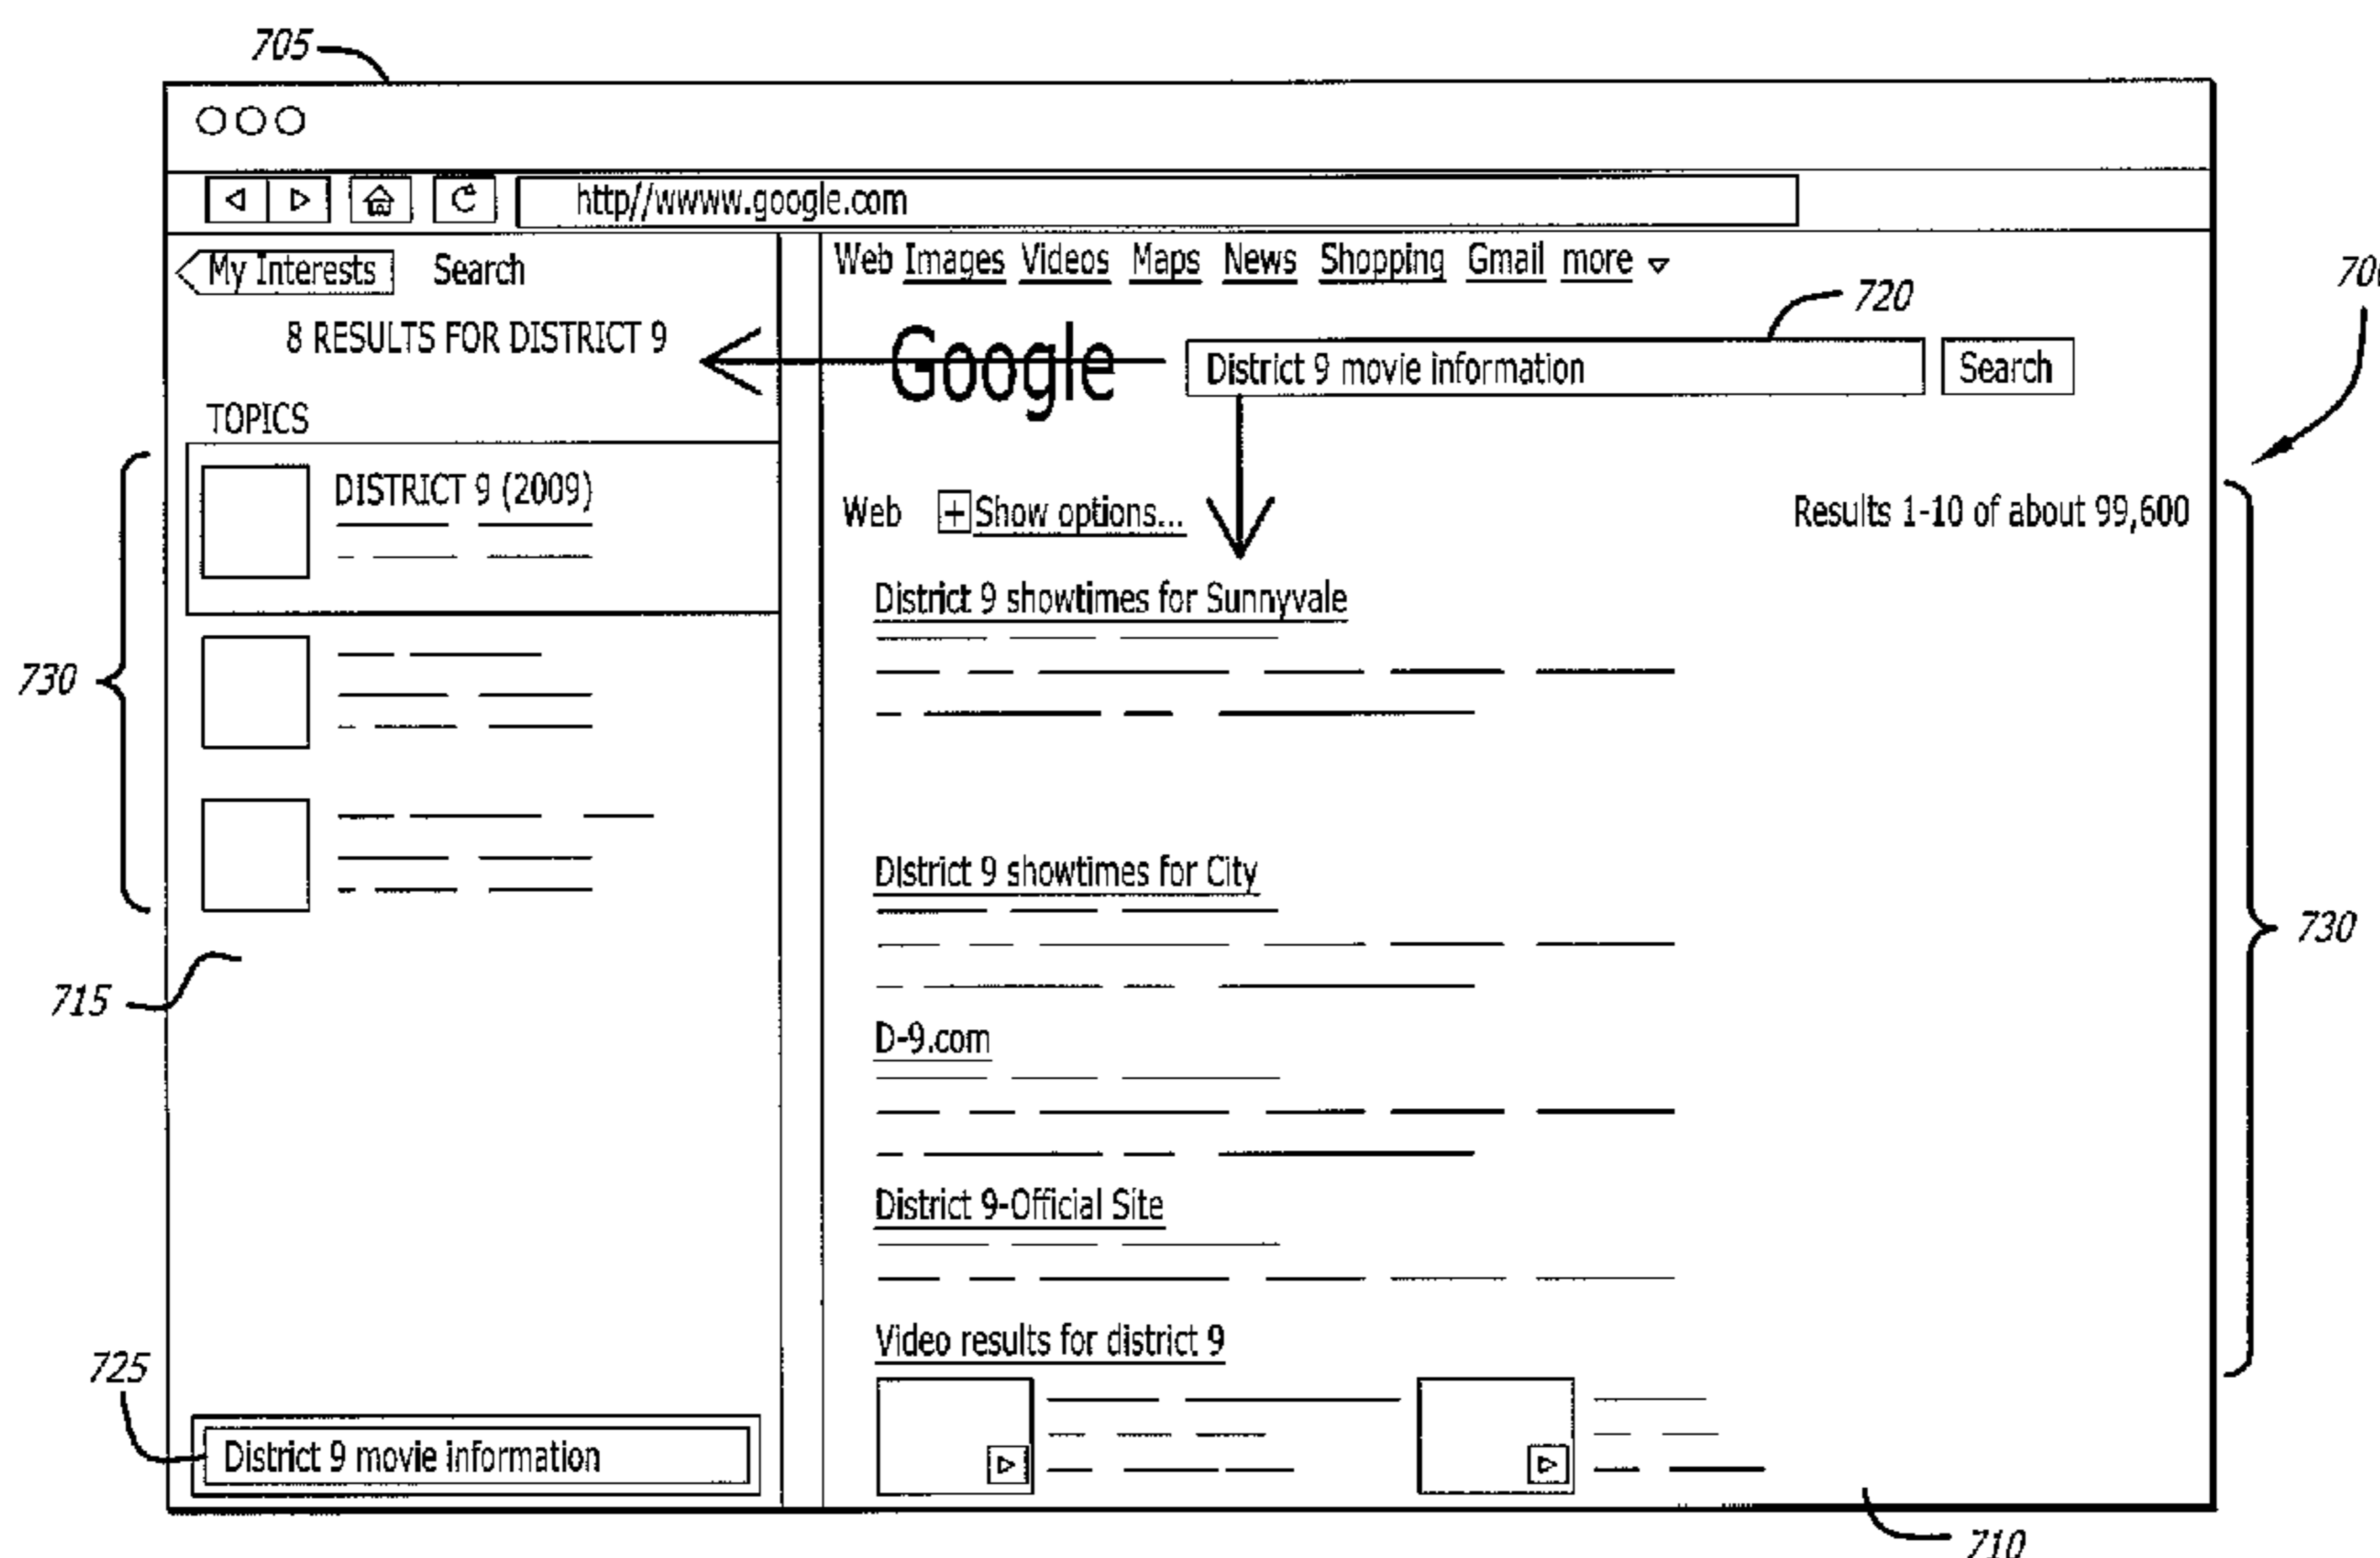 705
http//wwww.google.com
My Interests Search
Web Images Videos Maps News Shopping Gmail more
720
8 RESULTS FOR DISTRICT 9
Google District 9 movie information Search
TOPICS
DISTRICT 9 (2009)
Web + Show options... Results 1-10 of about 99,600
District 9 showtimes for Sunnyvale
730
District 9 showtimes for City
730
715
D-9.com
District 9-Official Site
Video results for district 9
725
District 9 movie information
710